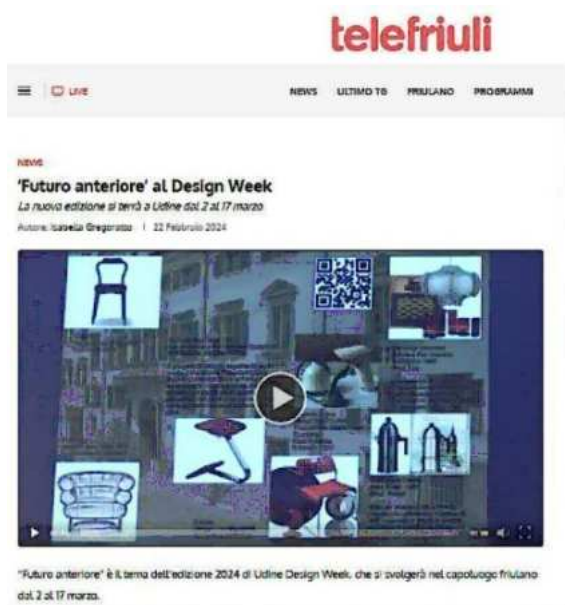 telefriuli
LIVE
NEWS ULTIMO TG FRIULANO PROGRAMMI
NEWS
'Futuro anteriore' al Design Week
La nuova edizione si terrà a Udine dal 2 al 17 marzo
Autore: Isabella Gregoratto | 22 Febbraio 2024
"Futuro anteriore" è il tema dell'edizione 2024 di Udine Design Week, che si svolgerà nel capoluogo friulano
dal 2 al 17 marzo.